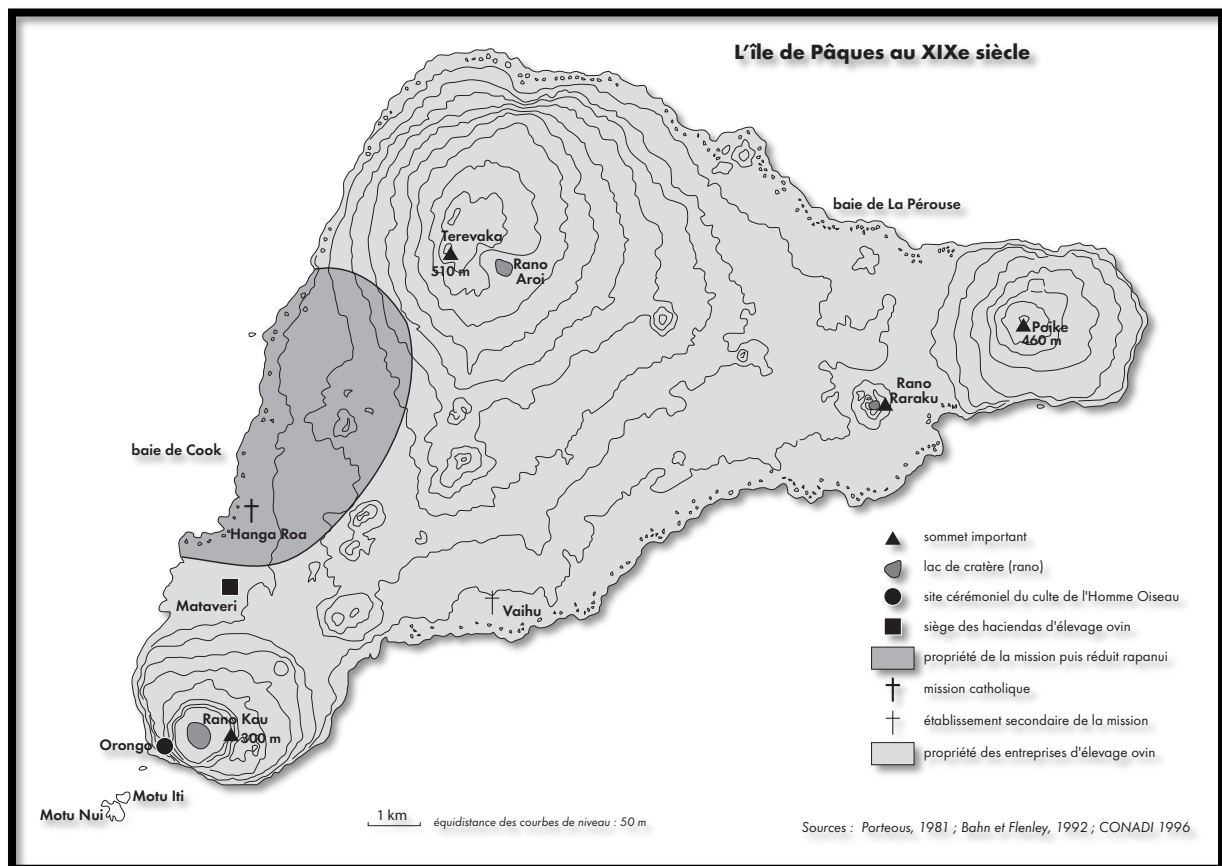 L'île de Pâques au XIXe siècle
baie de La Pérouse
Terevaka
510 m
Rano
Aroi
Poike
460 m
Rano
Raraku
baie de Cook
Hanga Roa
Mataveri
Vaihu
Rano Kau
300 m
Orongo
Motu Iti
Motu Nui
sommet important
lac de cratère (rano)
site cérémoniel du culte de l'Homme Oiseau
siège des haciendas d'élevage ovin
propriété de la mission puis réduit rapanui
mission catholique
établissement secondaire de la mission
propriété des entreprises d'élevage ovin
1 km
équidistance des courbes de niveau : 50 m
Sources : Porteous, 1981 ; Bahn et Flenley, 1992 ; CONADI 1996